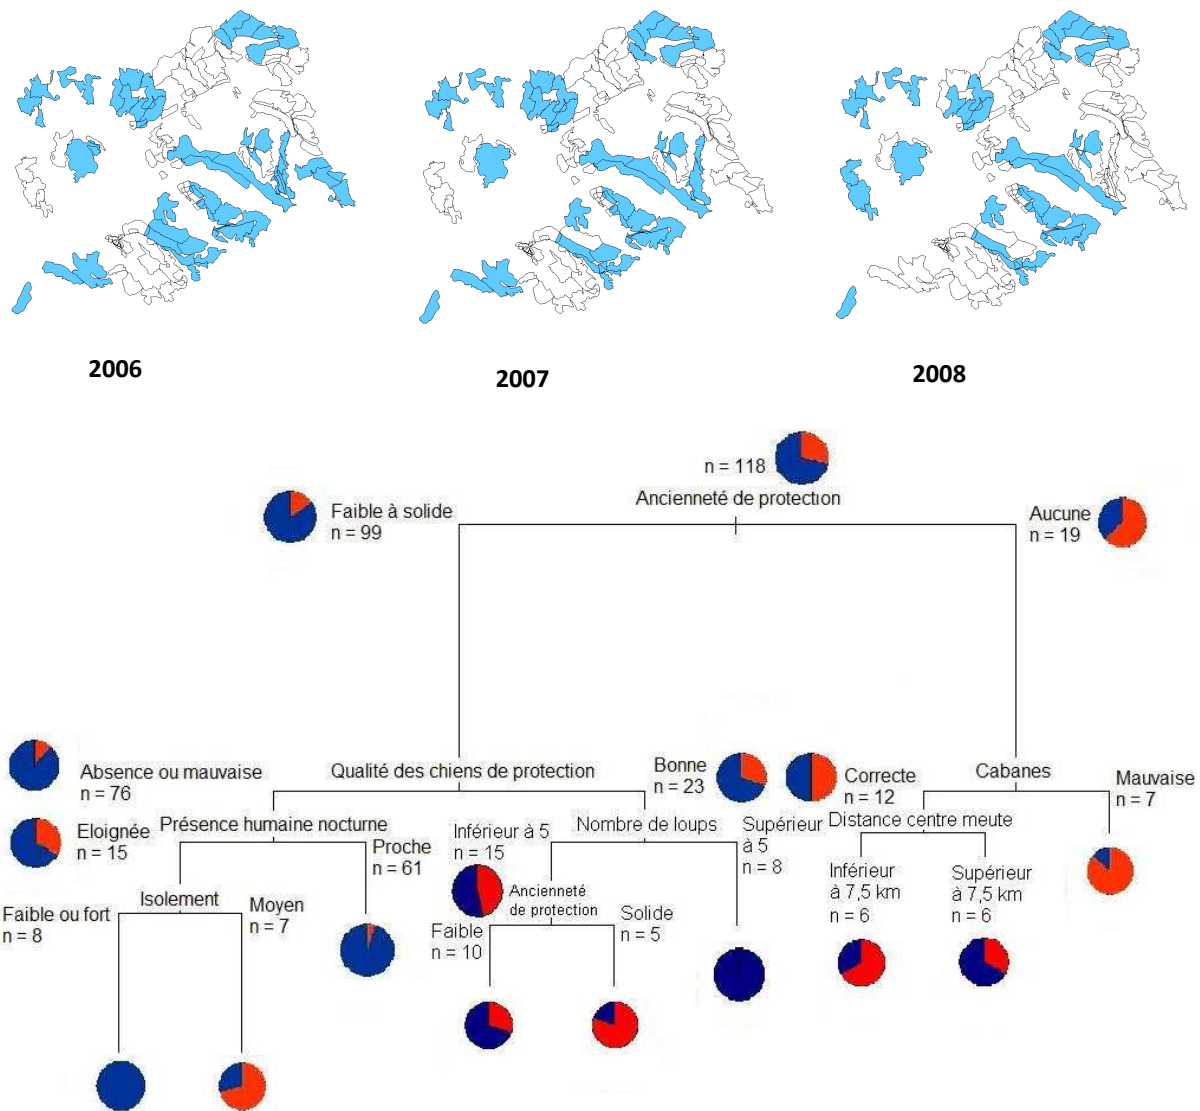 2006
2007
2008
n = 118
Ancienneté de protection
Faible à solide
n = 99
Aucune
n = 19
Absence ou mauvaise
n = 76
Qualité des chiens de protection
Bonne
n = 23
Correcte
n = 12
Cabanes
Mauvaise
n = 7
Eloignée
n = 15
Présence humaine nocturne
Proche
n = 61
Inférieur à 5
n = 15
Nombre de loups
Supérieur
à 5
n = 8
Distance centre meute
Inférieur
à 7,5 km
n = 6
Supérieur
à 7,5 km
n = 6
Faible ou fort
n = 8
Isolement
Moyen
n = 7
Ancienneté
de protection
Faible
n = 10
Solide
n = 5